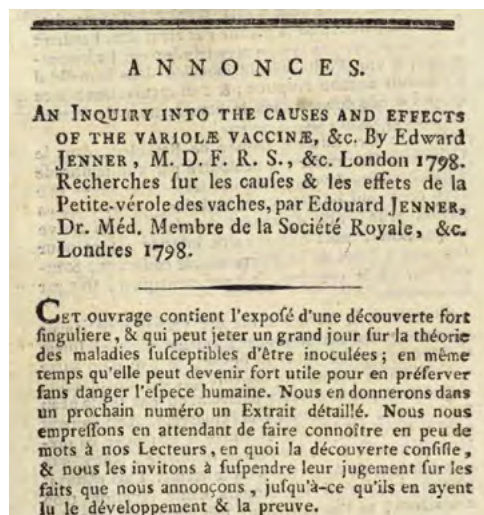 ANNONCES.
AN INQUIRY INTO THE CAUSES AND EFFECTS
OF THE VARIOLÆ VACCINÆ, &c. By Edward
JENNER, M. D. F. R. S., &c. London 1798.
Recherches ſur les cauſes & les effets de la
Petite-vérole des vaches, par Edouard JENNER,
Dr. Méd. Membre de la Société Royale, &c.
Londres 1798.
CET ouvrage contient l'expoſé d'une découverte fort
ſinguliere, & qui peut jeter un grand jour ſur la théorie
des maladies ſuſceptibles d'être inoculées; en même
temps qu'elle peut devenir fort utile pour en préſerver
ſans danger l'eſpece humaine. Nous en donnerons dans
un prochain numéro un Extrait détaillé. Nous nous
empreſſons en attendant de faire connoître en peu de
mots à nos Lecteurs, en quoi la découverte conſiſte,
& nous les invitons à ſuſpendre leur jugement ſur les
faits que nous annonçons, juſqu'à-ce qu'ils en ayent
lu le développement & la preuve.